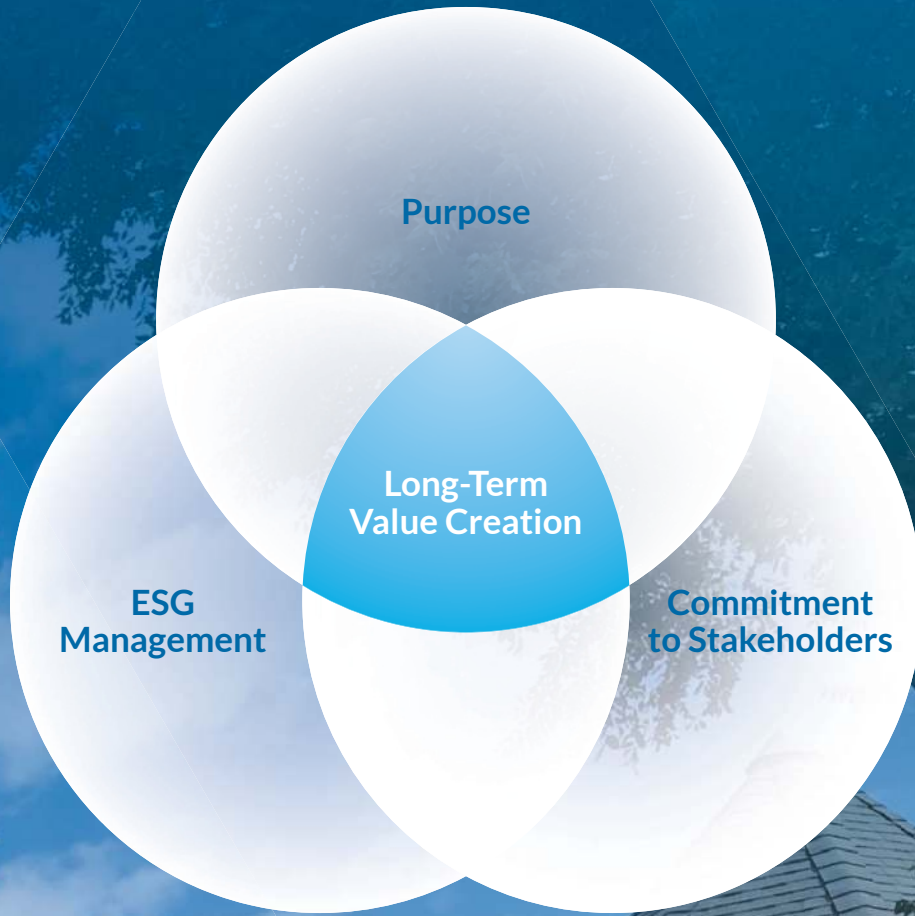 Purpose
Long-Term
Value Creation
ESG
Management
Commitment
to Stakeholders